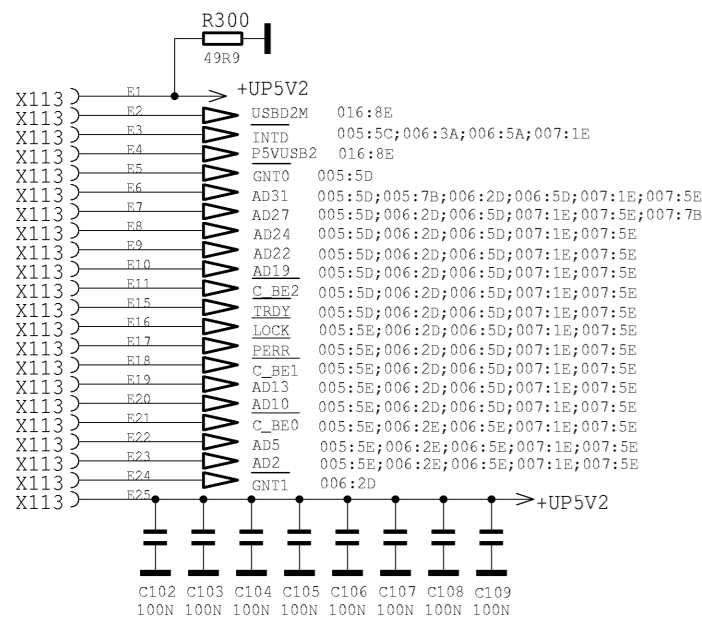 R300
49R9
X113 E1 +UP5V2
X113 E2 USBD2M 016:8E
X113 E3 INTD 005:5C;006:3A;006:5A;007:1E
X113 E4 P5VUSB2 016:8E
X113 E5 GNT0 005:5D
X113 E6 AD31 005:5D;005:7B;006:2D;006:5D;007:1E;007:5E
X113 E7 AD27 005:5D;006:2D;006:5D;007:1E;007:5E;007:7B
X113 E8 AD24 005:5D;006:2D;006:5D;007:1E;007:5E
X113 E9 AD22 005:5D;006:2D;006:5D;007:1E;007:5E
X113 E10 AD19 005:5D;006:2D;006:5D;007:1E;007:5E
X113 E11 C_BE2 005:5D;006:2D;006:5D;007:1E;007:5E
X113 E15 TRDY 005:5D;006:2D;006:5D;007:1E;007:5E
X113 E16 LOCK 005:5E;006:2D;006:5D;007:1E;007:5E
X113 E17 PERR 005:5E;006:2D;006:5D;007:1E;007:5E
X113 E18 C_BE1 005:5E;006:2D;006:5D;007:1E;007:5E
X113 E19 AD13 005:5E;006:2D;006:5D;007:1E;007:5E
X113 E20 AD10 005:5E;006:2D;006:5D;007:1E;007:5E
X113 E21 C_BE0 005:5E;006:2E;006:5E;007:1E;007:5E
X113 E22 AD5 005:5E;006:2E;006:5E;007:1E;007:5E
X113 E23 AD2 005:5E;006:2E;006:5E;007:1E;007:5E
X113 E24 GNT1 006:2D
X113 E25 +UP5V2
C102 C103 C104 C105 C106 C107 C108 C109
100N 100N 100N 100N 100N 100N 100N 100N